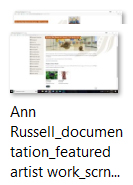 Ann
Russell_documen
tation_featured
artist work_scrn...